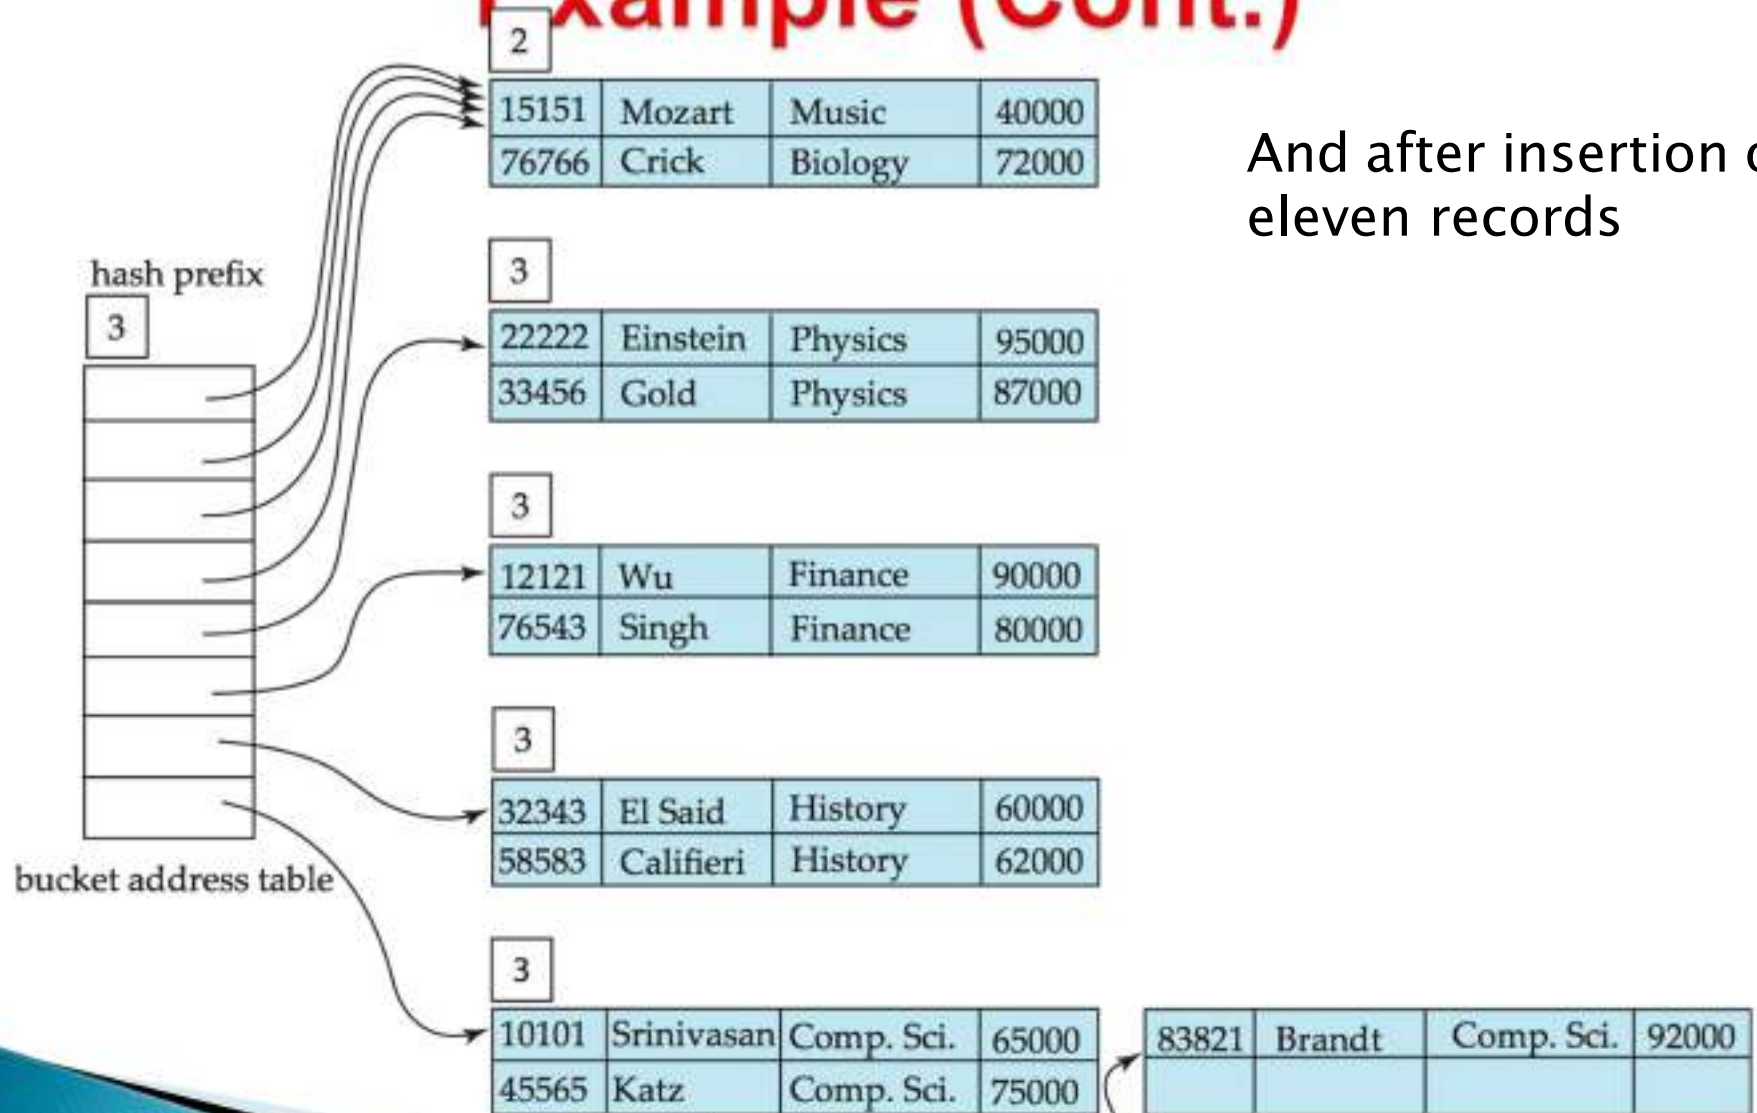 Example (Cont.)
2
15151 Mozart Music 40000
76766 Crick Biology 72000
And after insertion
eleven records
hash prefix
3
3
22222 Einstein Physics 95000
33456 Gold Physics 87000
3
12121 Wu Finance 90000
76543 Singh Finance 80000
3
32343 El Said History 60000
58583 Califieri History 62000
bucket address table
3
10101 Srinivasan Comp. Sci. 65000
45565 Katz Comp. Sci. 75000
83821 Brandt Comp. Sci. 92000